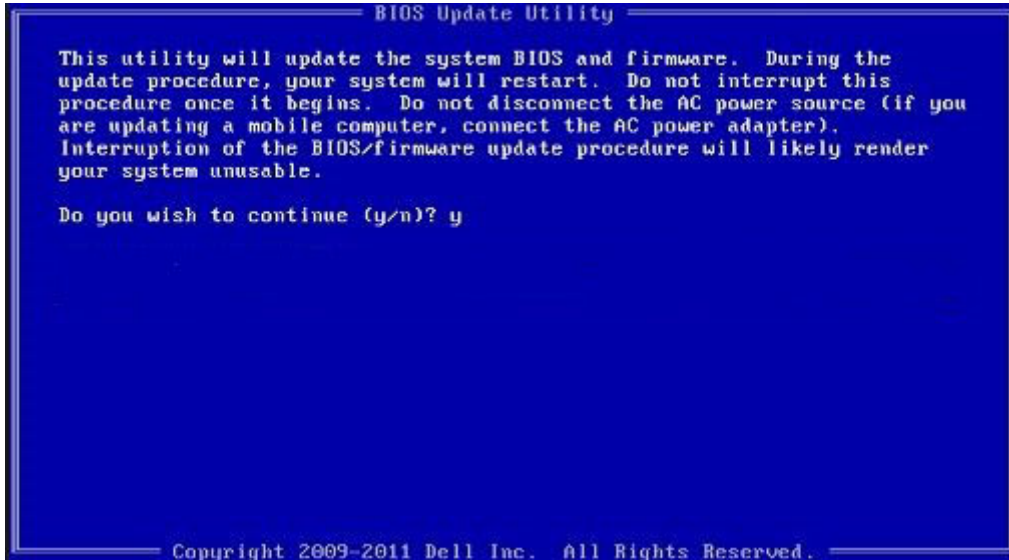 BIOS Update Utility
This utility will update the system BIOS and firmware. During the
update procedure, your system will restart. Do not interrupt this
procedure once it begins. Do not disconnect the AC power source (if you
are updating a mobile computer, connect the AC power adapter).
Interruption of the BIOS/firmware update procedure will likely render
your system unusable.
Do you wish to continue (y/n)? y
Copyright 2009-2011 Dell Inc. All Rights Reserved.